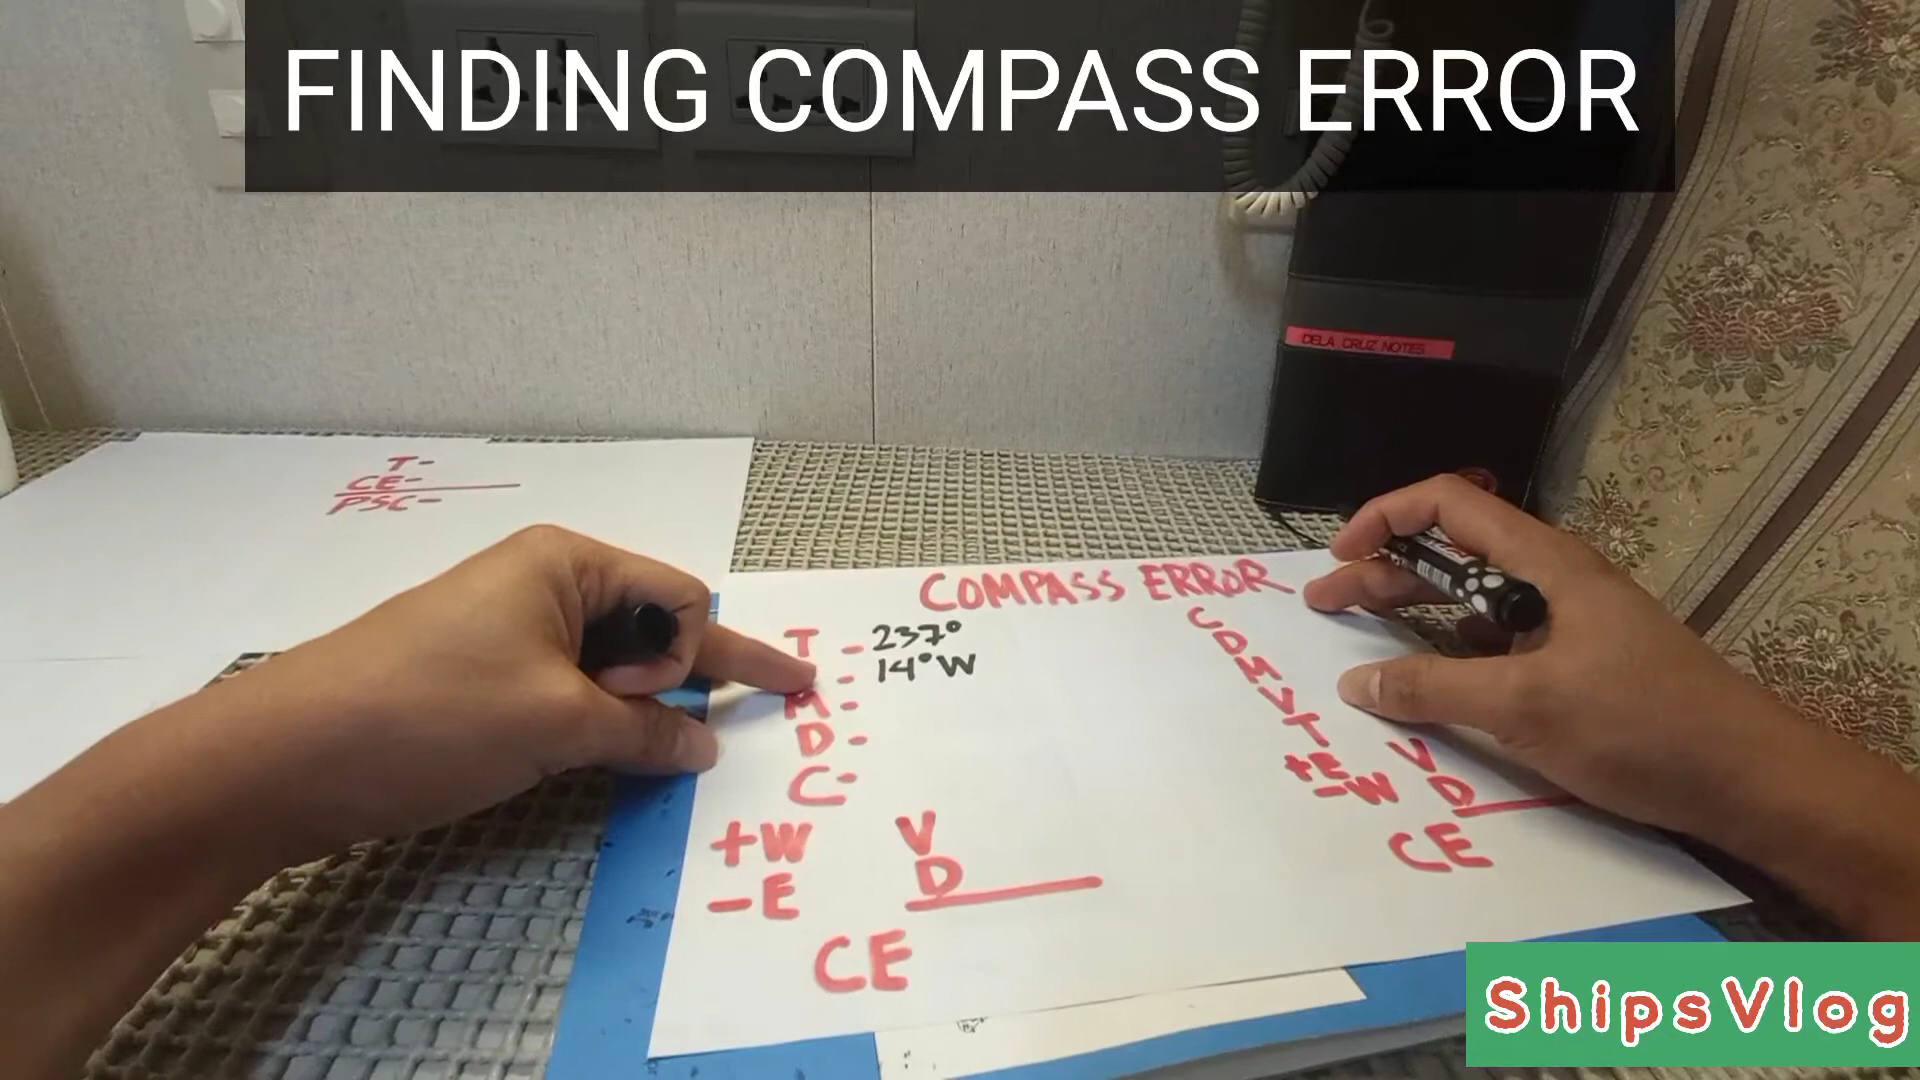 FINDING COMPASS ERROR
DELA CRUZ NOTES
T-
CE-
PSC-
COMPASS ERROR
T - 237°
- 14°W
M -
D -
C -
+W
-E
V
D
CE
C
D
M
V
T
+E
-W
V
D
CE
ShipsVlog